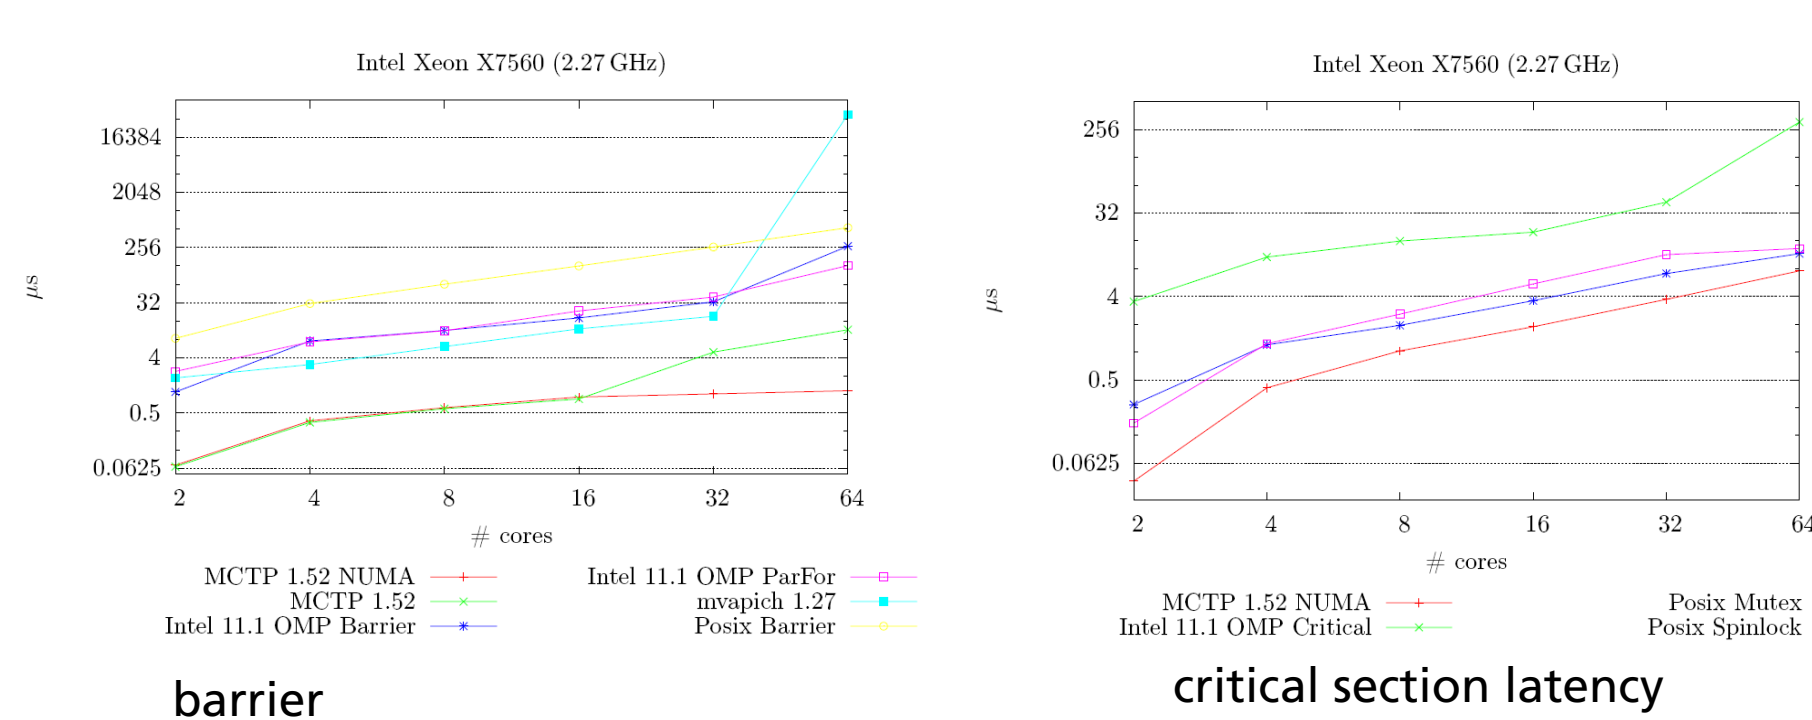 Intel Xeon X7560 (2.27 GHz)
16384
2048
256
32
4
0.5
0.0625
µs
2 4 8 16 32 64
# cores
MCTP 1.52 NUMA
MCTP 1.52
Intel 11.1 OMP Barrier
Intel 11.1 OMP ParFor
mvapich 1.27
Posix Barrier
barrier
Intel Xeon X7560 (2.27 GHz)
256
32
4
0.5
0.0625
µs
2 4 8 16 32 64
# cores
MCTP 1.52 NUMA
Intel 11.1 OMP Critical
Posix Mutex
Posix Spinlock
critical section latency